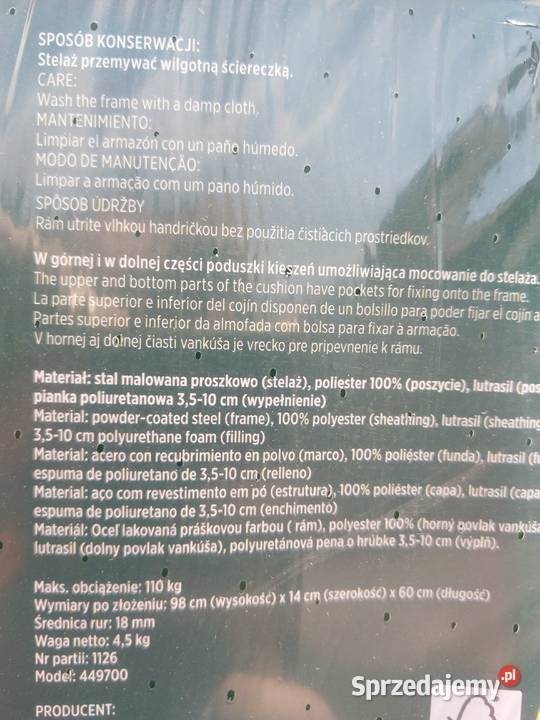 SPOSÓB KONSERWACJI:
Stelaż przemywać wilgotną ściereczką.
CARE:
Wash the frame with a damp cloth.
MANTENIMIENTO:
Limpiar el armazón con un paño húmedo.
MODO DE MANUTENÇÃO:
Limpar a armação com um pano húmido.
SPÔSOB ÚDRŽBY
Rám utrite vlhkou handričkou bez použitia čistiacich prostriedkov.
W górnej i w dolnej części poduszki kieszeń umożliwiająca mocowanie do stelaża.
The upper and bottom parts of the cushion have pockets for fixing onto the frame.
La parte superior e inferior del cojín disponen de un bolsillo para poder fijar el cojín a
Partes superior e inferior da almofada com bolsa para fixar à armação.
V hornej aj dolnej časti vankúša je vrecko pre pripevnenie k rámu.
Materiał: stal malowana proszkowo (stelaż), poliester 100% (poszycie), lutrasil (pos
pianka poliuretanowa 3,5-10 cm (wypełnienie)
Material: powder-coated steel (frame), 100% polyester (sheathing), lutrasil (sheathing
3,5-10 cm polyurethane foam (filling)
Material: acero con recubrimiento en polvo (marco), 100% poliéster (funda), lutrasil (fu
espuma de poliuretano de 3,5-10 cm (relleno)
Material: aço com revestimento em pó (estrutura), 100% poliéster (capa), lutrasil (capa
espuma de poliuretano de 3,5-10 cm (enchimento)
Materiál: Oceľ lakovaná práškovou farbou ( rám), polyester 100% (horný povlak vankúša
lutrasil (dolny povlak vankúša), polyuretánová pena o hrúbke 3,5-10 cm (výplň).
Maks. obciążenie: 110 kg
Wymiary po złożeniu: 98 cm (wysokość) x 14 cm (szerokość) x 60 cm (długość)
Średnica rur: 18 mm
Waga netto: 4,5 kg
Nr partii: 1126
Model: 449700
PRODUCENT:
Sprzedajemy.pl